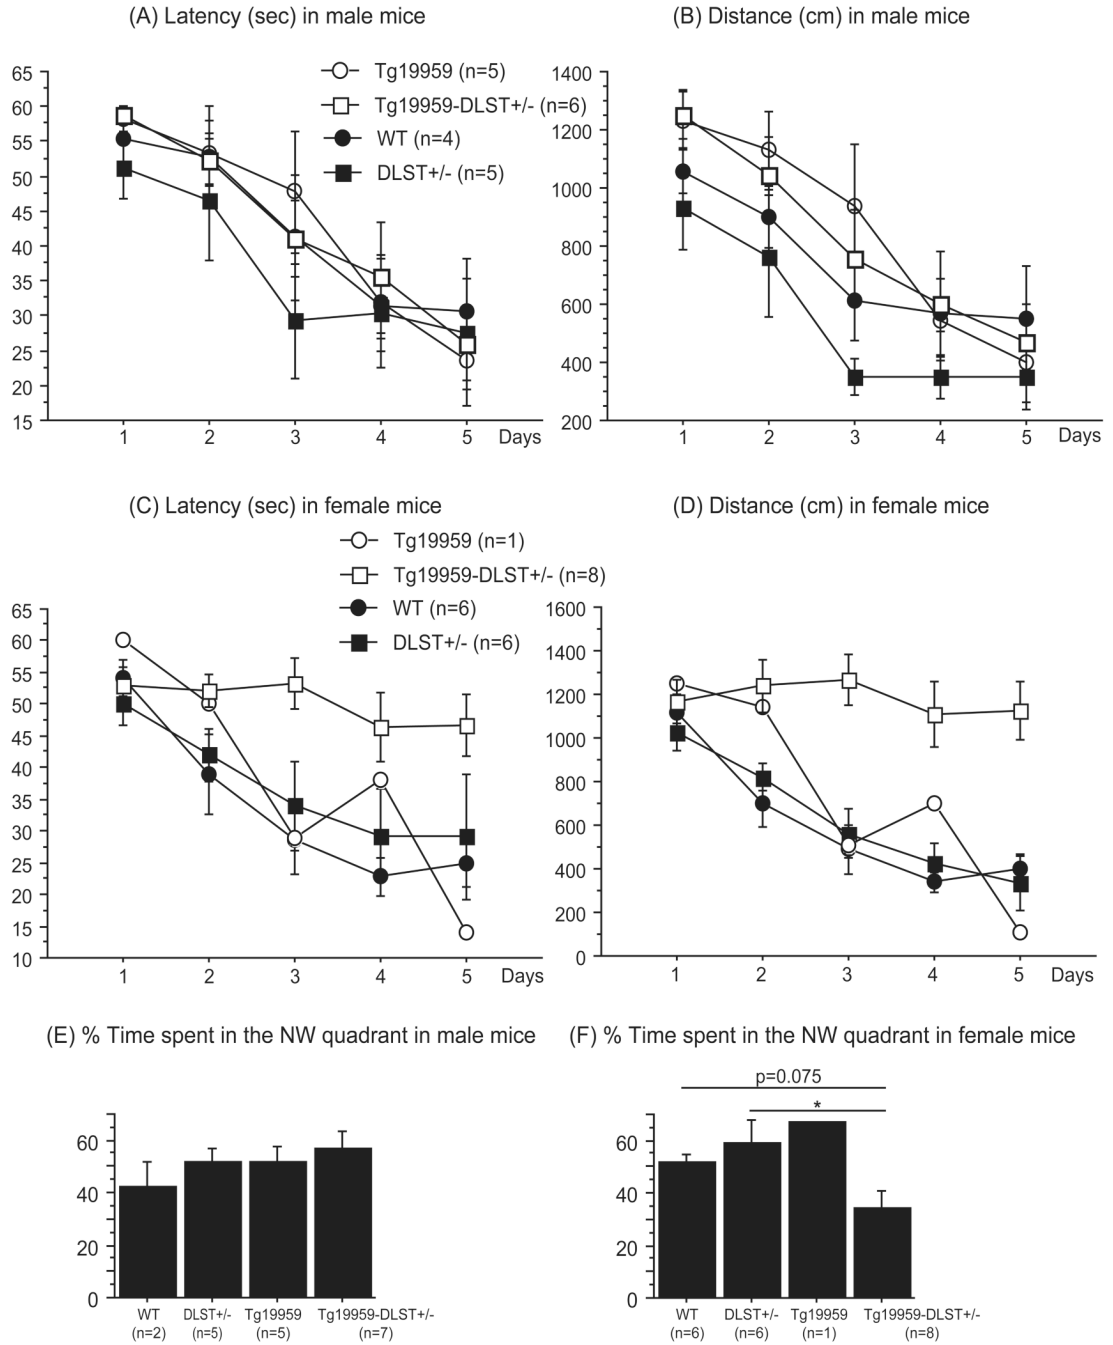 (A) Latency (sec) in male mice
(B) Distance (cm) in male mice
Tg19959 (n=5)
Tg19959-DLST+/- (n=6)
WT (n=4)
DLST+/- (n=5)
65
60
55
50
45
40
35
30
25
20
15
1 2 3 4 5 Days
1400
1200
1000
800
600
400
200
1 2 3 4 5 Days
(C) Latency (sec) in female mice
(D) Distance (cm) in female mice
Tg19959 (n=1)
Tg19959-DLST+/- (n=8)
WT (n=6)
DLST+/- (n=6)
65
60
55
50
45
40
35
30
25
20
15
10
1 2 3 4 5 Days
1600
1400
1200
1000
800
600
400
200
0
1 2 3 4 5 Days
(E) % Time spent in the NW quadrant in male mice
(F) % Time spent in the NW quadrant in female mice
60
40
20
0
WT DLST+/- Tg19959 Tg19959-DLST+/-
(n=2) (n=5) (n=5) (n=7)
p=0.075
*
60
40
20
0
WT DLST+/- Tg19959 Tg19959-DLST+/-
(n=6) (n=6) (n=1) (n=8)